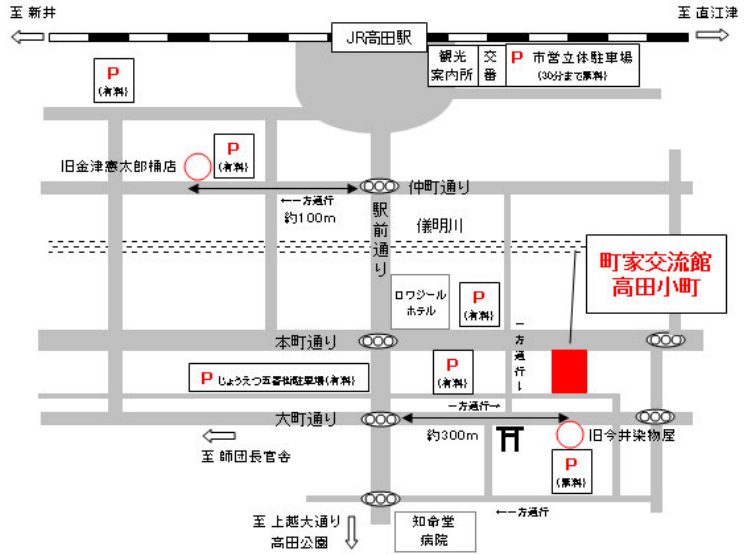 至 新井
JR高田駅
至 直江津
観光
案内所
交
番
P 市営立体駐車場
(30分まで無料)
P
(有料)
旧金津憲太郎桶店
P
(有料)
仲町通り
←一方通行
約100m
駅前通り
儀明川
町家交流館
高田小町
ロワジール
ホテル
P
(有料)
本町通り
一方通行→
P じょうえつ五番街駐車場(有料)
P
(有料)
一方通行→
大町通り
約300m
旧今井染物屋
至 師団長官舎
P
(無料)
←一方通行
至 上越大通り
高田公園
知命堂
病院